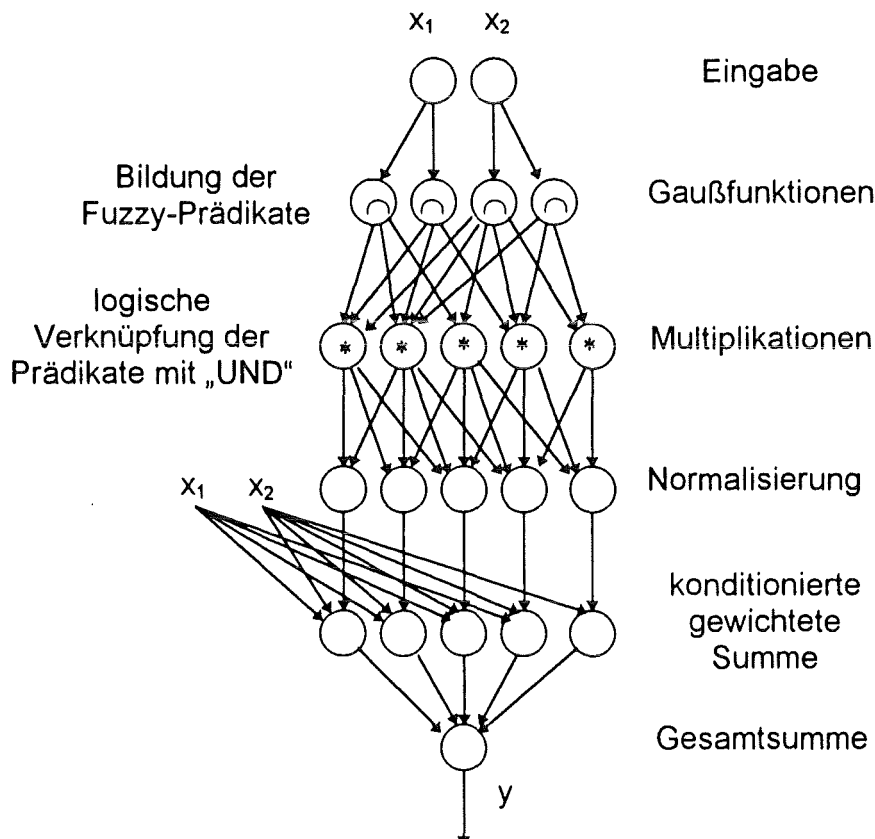 x₁ x₂
Eingabe
Bildung der
Fuzzy-Prädikate
Gaußfunktionen
logische
Verknüpfung der
Prädikate mit „UND“
* * * * *
Multiplikationen
Normalisierung
x₁ x₂
konditionierte
gewichtete
Summe
Gesamtsumme
y